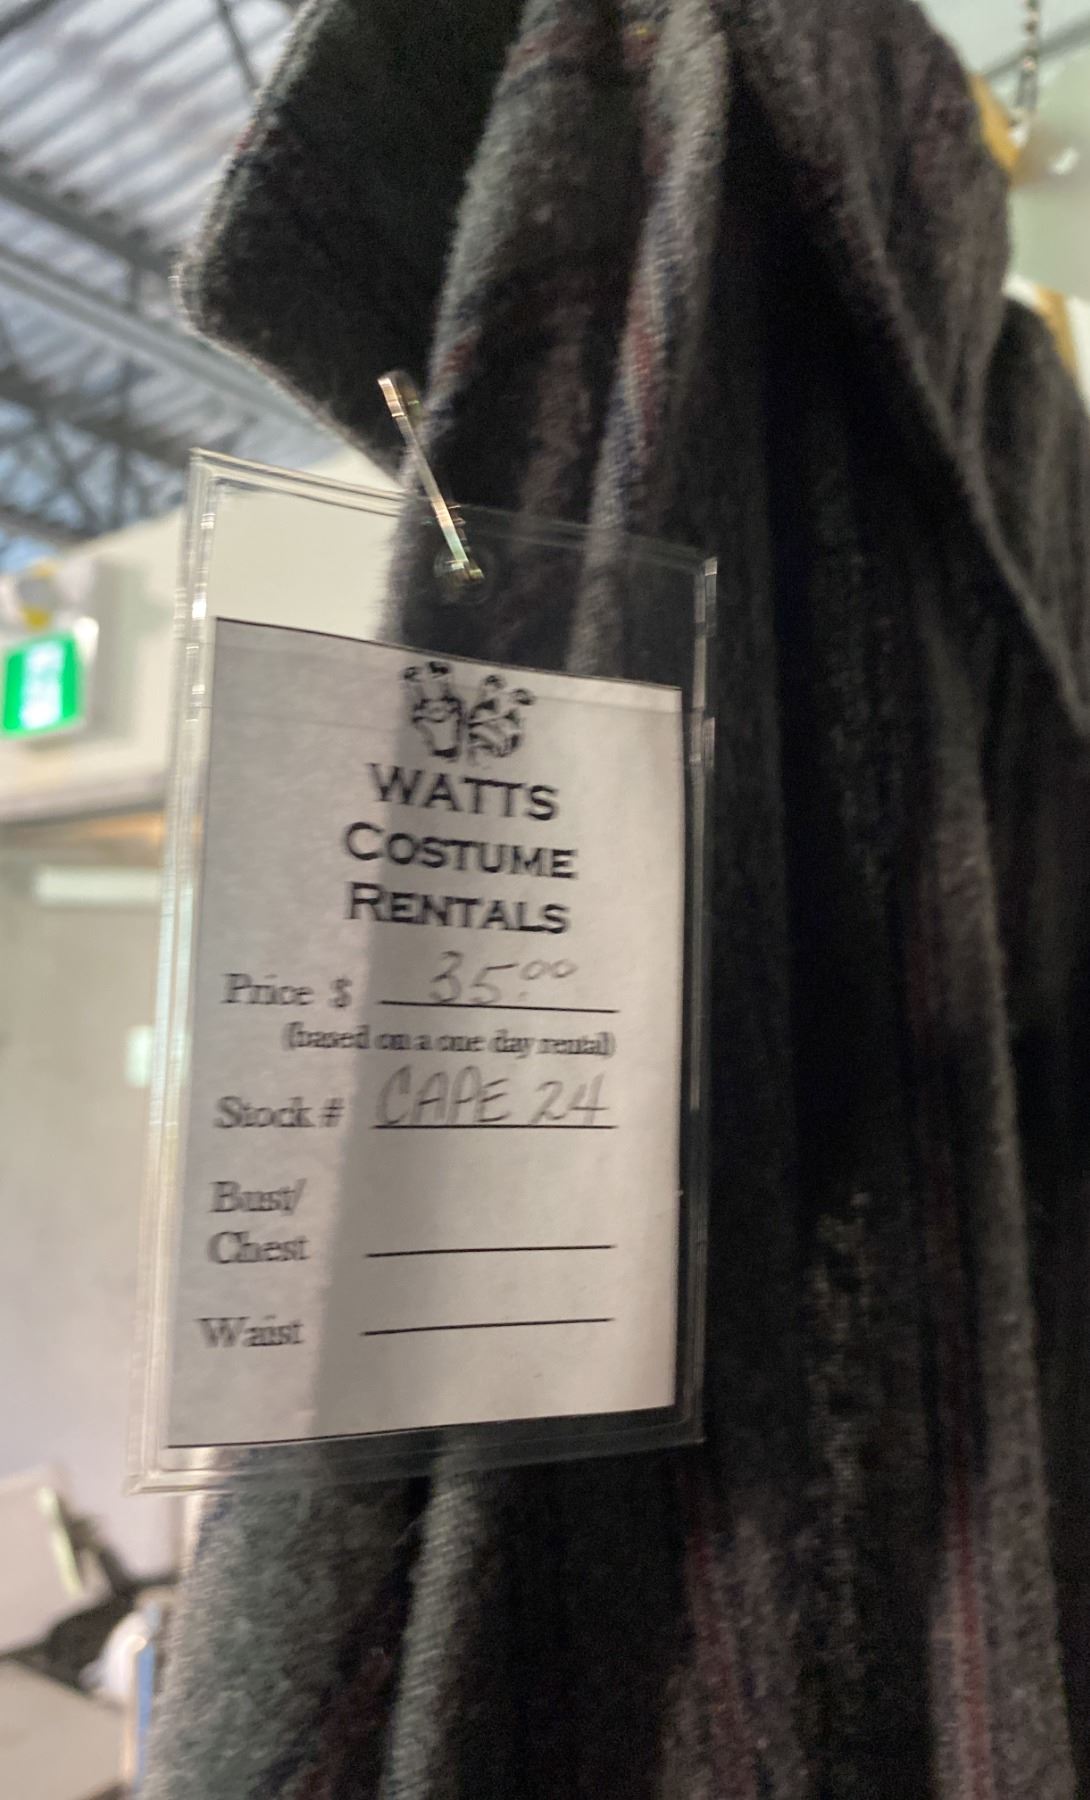 WATTS
COSTUME
RENTALS
Price $ 35.00
(based on a one day rental)
Stock # CAPE 24
Bust/
Chest
Waist